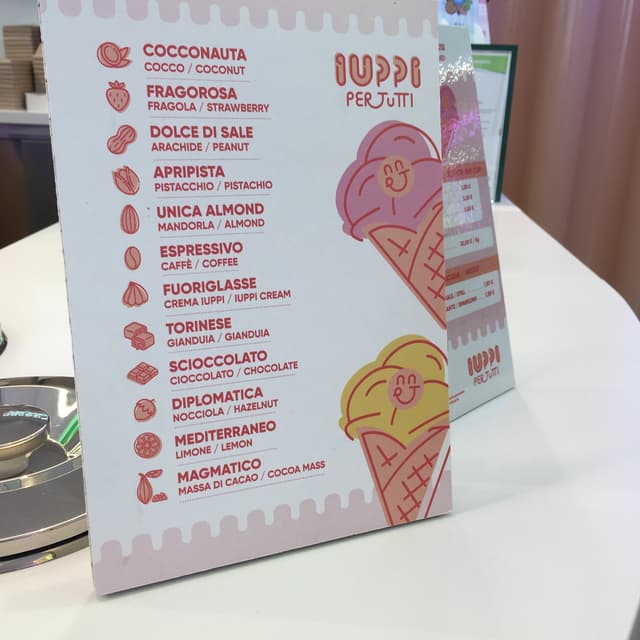 COCCONAUTA
COCCO / COCONUT
FRAGOROSA
FRAGOLA / STRAWBERRY
DOLCE DI SALE
ARACHIDE / PEANUT
APRIPISTA
PISTACCHIO / PISTACHIO
UNICA ALMOND
MANDORLA / ALMOND
ESPRESSIVO
CAFFÈ / COFFEE
FUORIGLASSE
CREMA IUPPI / IUPPI CREAM
TORINESE
GIANDUIA / GIANDUIA
SCIOCCOLATO
CIOCCOLATO / CHOCOLATE
DIPLOMATICA
NOCCIOLA / HAZELNUT
MEDITERRANEO
LIMONE / LEMON
MAGMATICO
MASSA DI CACAO / COCOA MASS
IUPPI
PER TUTTI
IUPPI
PER TUTTI